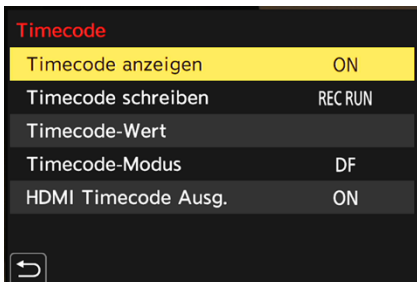 Timecode
Timecode anzeigen ON
Timecode schreiben REC RUN
Timecode-Wert
Timecode-Modus DF
HDMI Timecode Ausg. ON